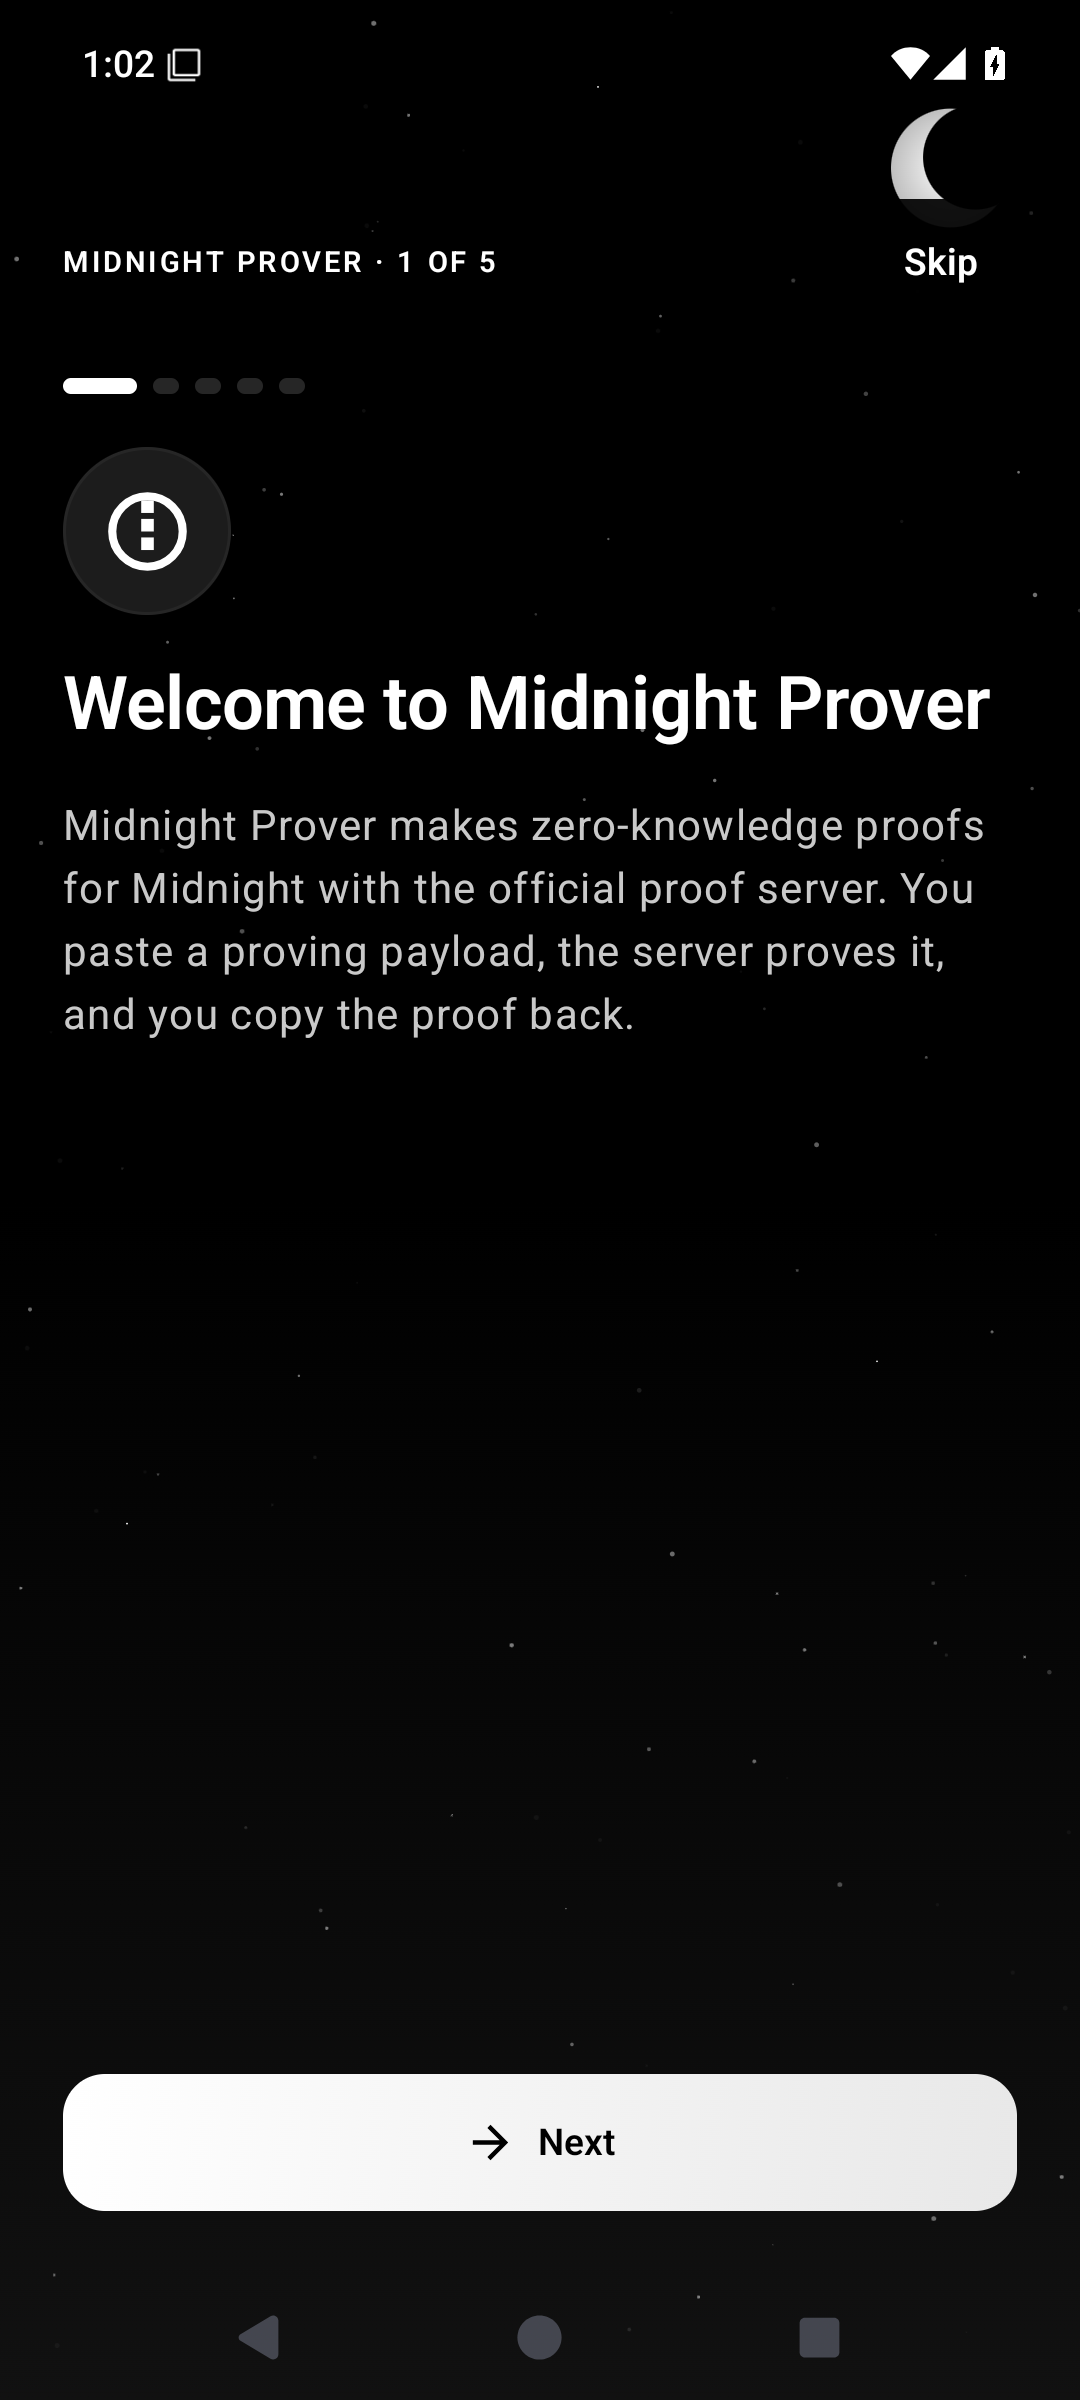 1:02
MIDNIGHT PROVER · 1 OF 5
Skip
Welcome to Midnight Prover
Midnight Prover makes zero-knowledge proofs
for Midnight with the official proof server. You
paste a proving payload, the server proves it,
and you copy the proof back.
Next